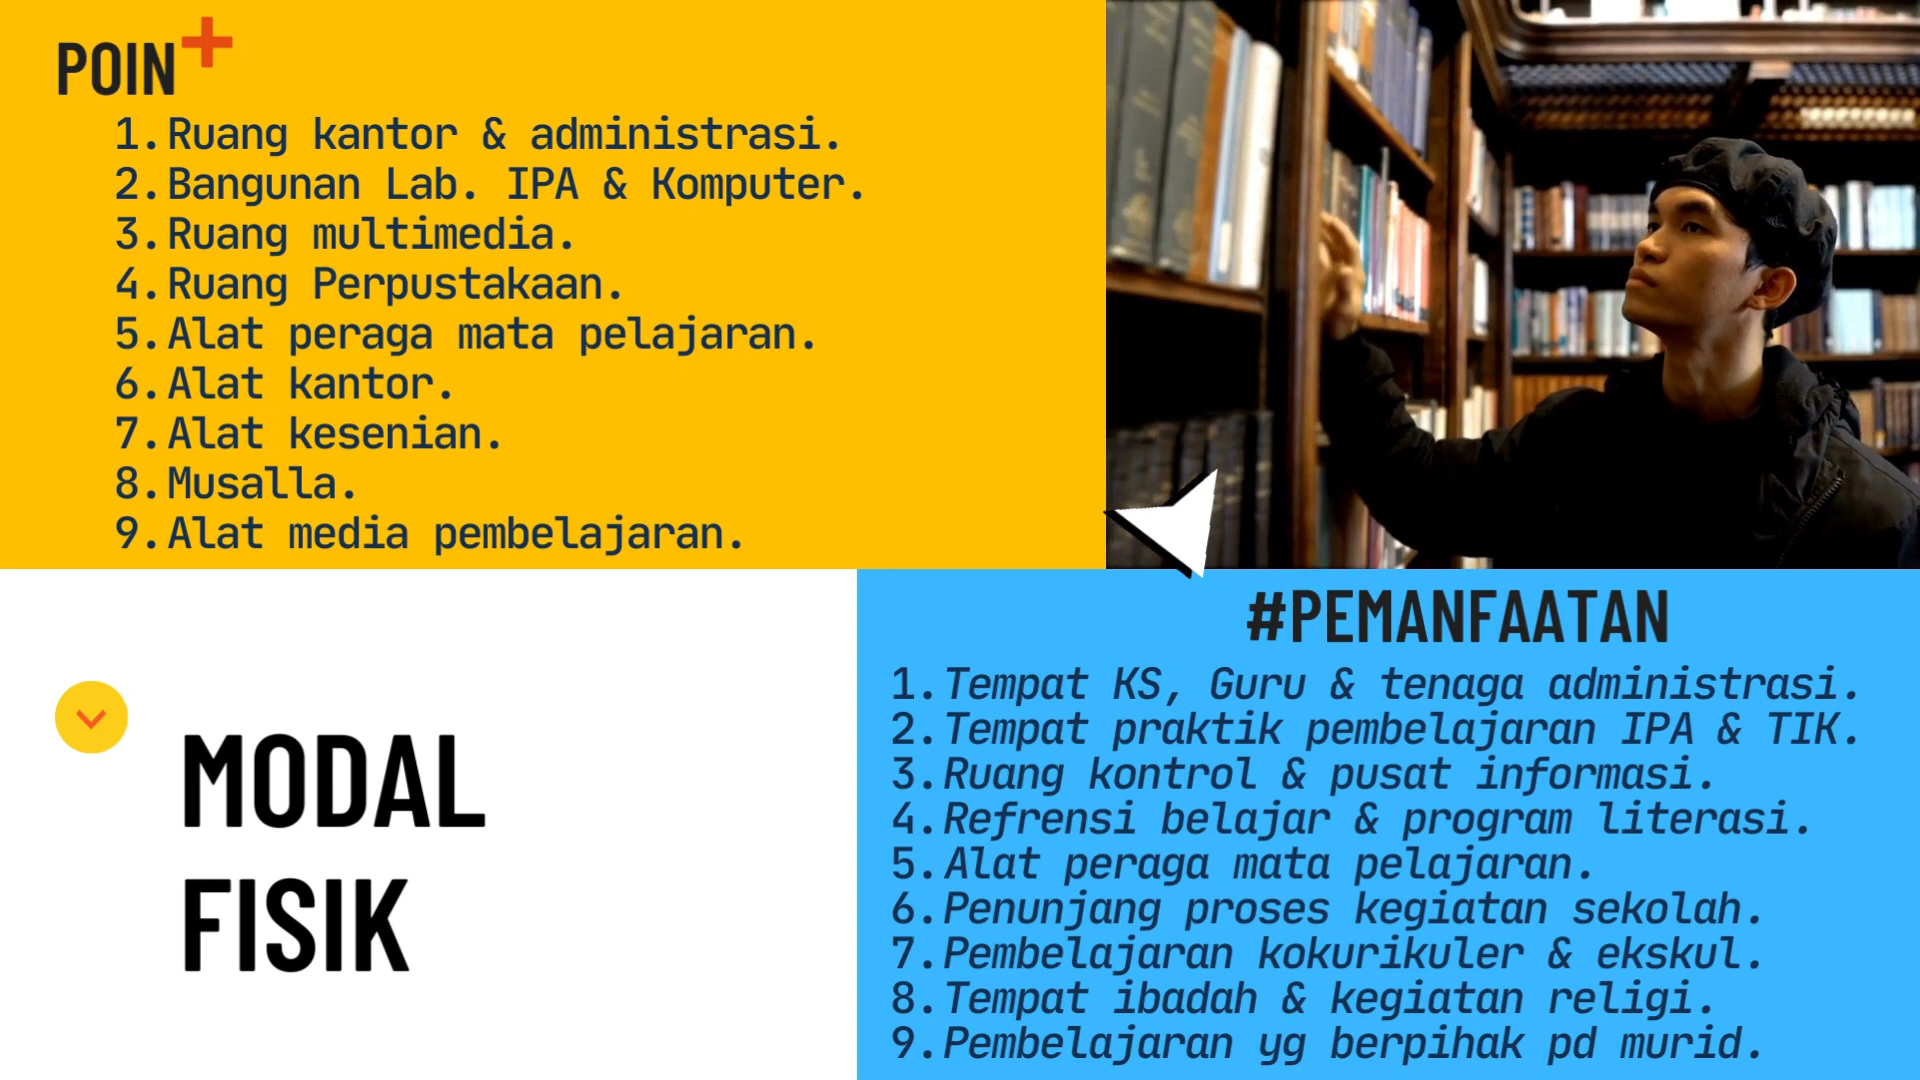 POIN+
1. Ruang kantor & administrasi.
2. Bangunan Lab. IPA & Komputer.
3. Ruang multimedia.
4. Ruang Perpustakaan.
5. Alat peraga mata pelajaran.
6. Alat kantor.
7. Alat kesenian.
8. Musalla.
9. Alat media pembelajaran.
MODAL
FISIK
#PEMANFAATAN
1. Tempat KS, Guru & tenaga administrasi.
2. Tempat praktik pembelajaran IPA & TIK.
3. Ruang kontrol & pusat informasi.
4. Refrensi belajar & program literasi.
5. Alat peraga mata pelajaran.
6. Penunjang proses kegiatan sekolah.
7. Pembelajaran kokurikuler & ekskul.
8. Tempat ibadah & kegiatan religi.
9. Pembelajaran yg berpihak pd murid.